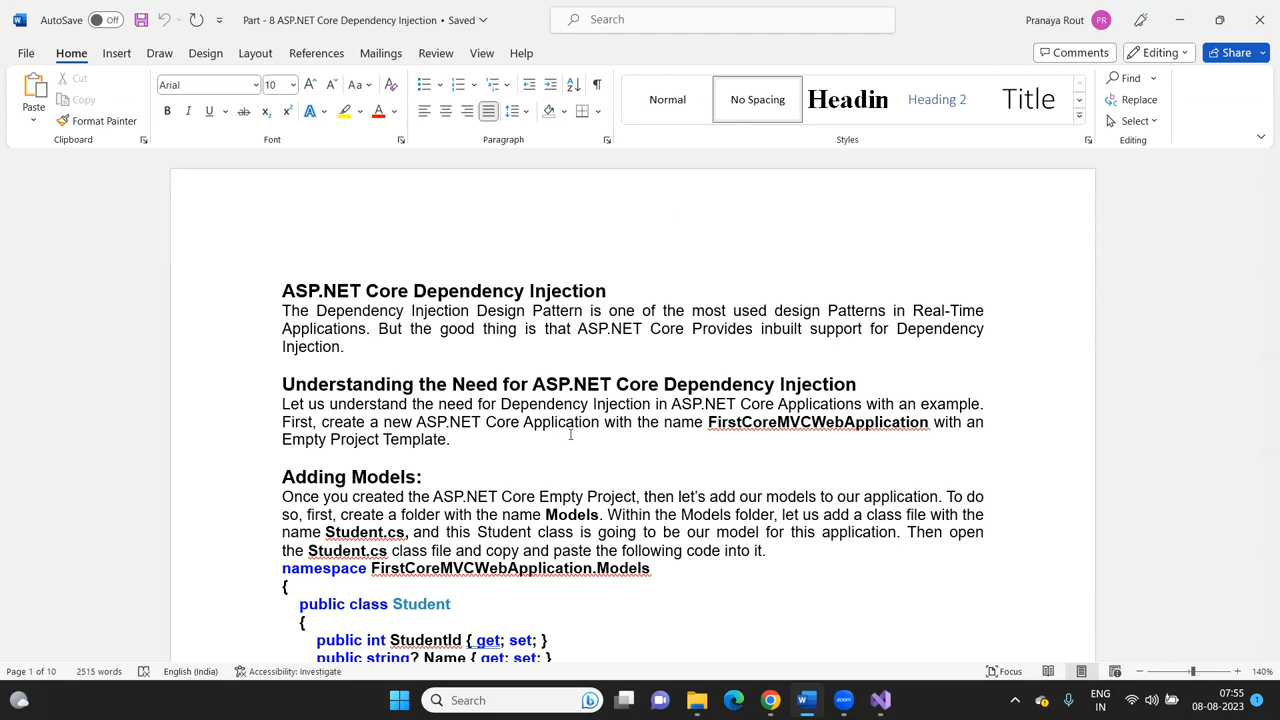 AutoSave Off Part - 8 ASP.NET Core Dependency Injection • Saved Search Pranaya Rout PR
File Home Insert Draw Design Layout References Mailings Review View Help Comments Editing Share
Paste Cut Copy Format Painter
Arial 10
Normal No Spacing Headin Heading 2 Title
Find Replace Select
Clipboard Font Paragraph Styles Editing
ASP.NET Core Dependency Injection
The Dependency Injection Design Pattern is one of the most used design Patterns in Real-Time
Applications. But the good thing is that ASP.NET Core Provides inbuilt support for Dependency
Injection.
Understanding the Need for ASP.NET Core Dependency Injection
Let us understand the need for Dependency Injection in ASP.NET Core Applications with an example.
First, create a new ASP.NET Core Application with the name FirstCoreMVCWebApplication with an
Empty Project Template.
Adding Models:
Once you created the ASP.NET Core Empty Project, then let’s add our models to our application. To do
so, first, create a folder with the name Models. Within the Models folder, let us add a class file with the
name Student.cs, and this Student class is going to be our model for this application. Then open
the Student.cs class file and copy and paste the following code into it.
namespace FirstCoreMVCWebApplication.Models
{
public class Student
{
public int StudentId { get; set; }
public string? Name { get; set; }
Page 1 of 10 2515 words English (India) Accessibility: Investigate Focus 140%
Search zoom ENG IN 07:55 08-08-2023